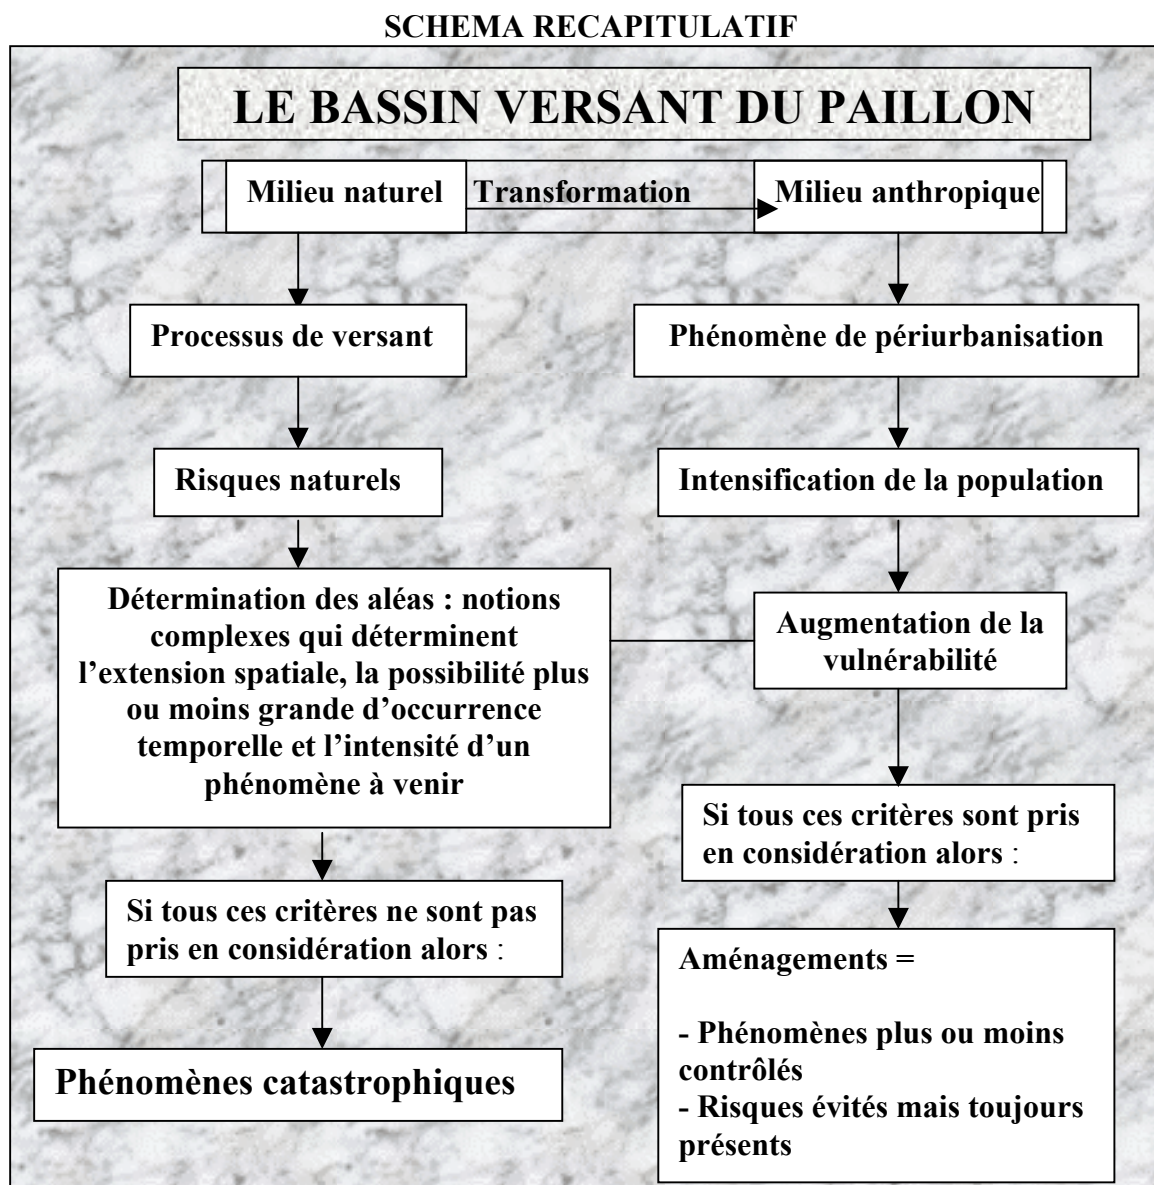 SCHEMA RECAPITULATIF
LE BASSIN VERSANT DU PAILLON
Milieu naturel
Transformation
Milieu anthropique
Processus de versant
Phénomène de périurbanisation
Risques naturels
Intensification de la population
Détermination des aléas : notions
complexes qui déterminent
l’extension spatiale, la possibilité plus
ou moins grande d’occurrence
temporelle et l’intensité d’un
phénomène à venir
Augmentation de la
vulnérabilité
Si tous ces critères sont pris
en considération alors :
Si tous ces critères ne sont pas
pris en considération alors :
Aménagements =
- Phénomènes plus ou moins
contrôlés
- Risques évités mais toujours
présents
Phénomènes catastrophiques